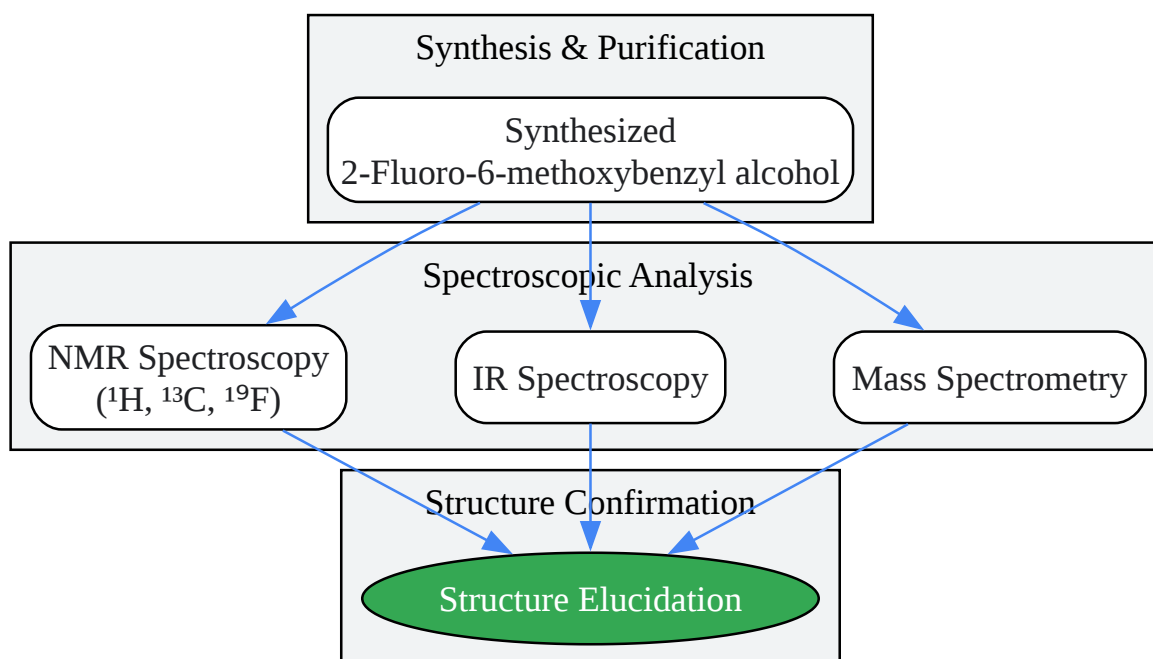 Synthesis & Purification
Synthesized
2-Fluoro-6-methoxybenzyl alcohol
Spectroscopic Analysis
NMR Spectroscopy
(¹H, ¹³C, ¹⁹F)
IR Spectroscopy
Mass Spectrometry
Structure Confirmation
Structure Elucidation